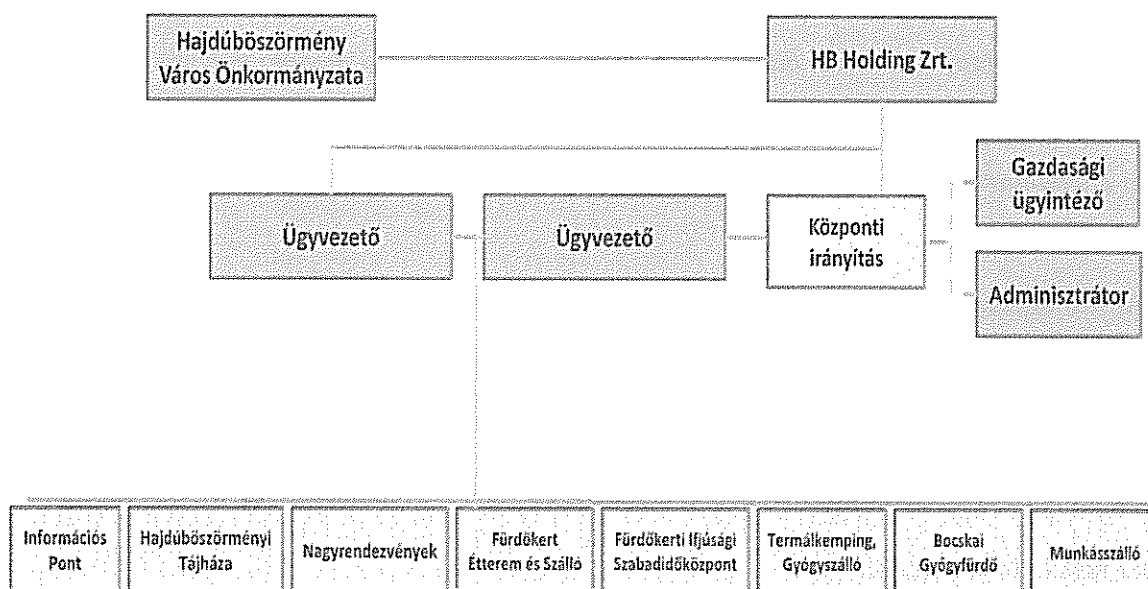 Hajdúböszörmény
Város Önkormányzata
HB Holding Zrt.
Gazdasági
ügyintéző
Ügyvezető
Ügyvezető
Központi
irányítás
Adminisztrátor
Információs
Pont
Hajdúböszörményi
Tájháza
Nagyrendezvények
Fürdőkert
Étterem és Szálló
Fürdőkerti Ifjúsági
Szabadidőközpont
Termálkemping,
Gyógyszálló
Bocskai
Gyógyfürdő
Munkásszálló